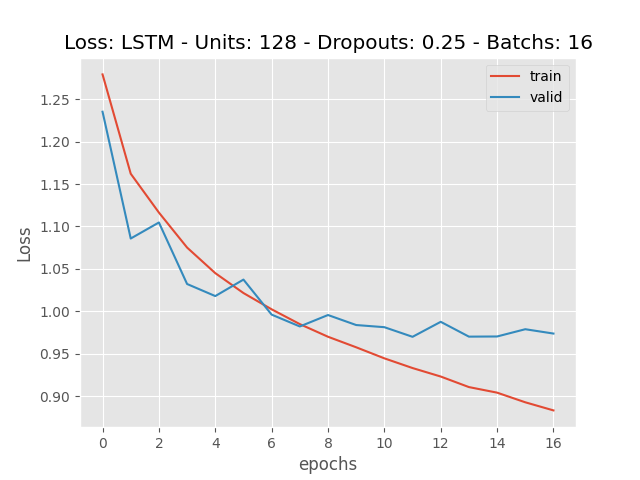 Loss: LSTM - Units: 128 - Dropouts: 0.25 - Batchs: 16
train
valid
1.25
1.20
1.15
1.10
1.05
1.00
0.95
0.90
Loss
0 2 4 6 8 10 12 14 16
epochs